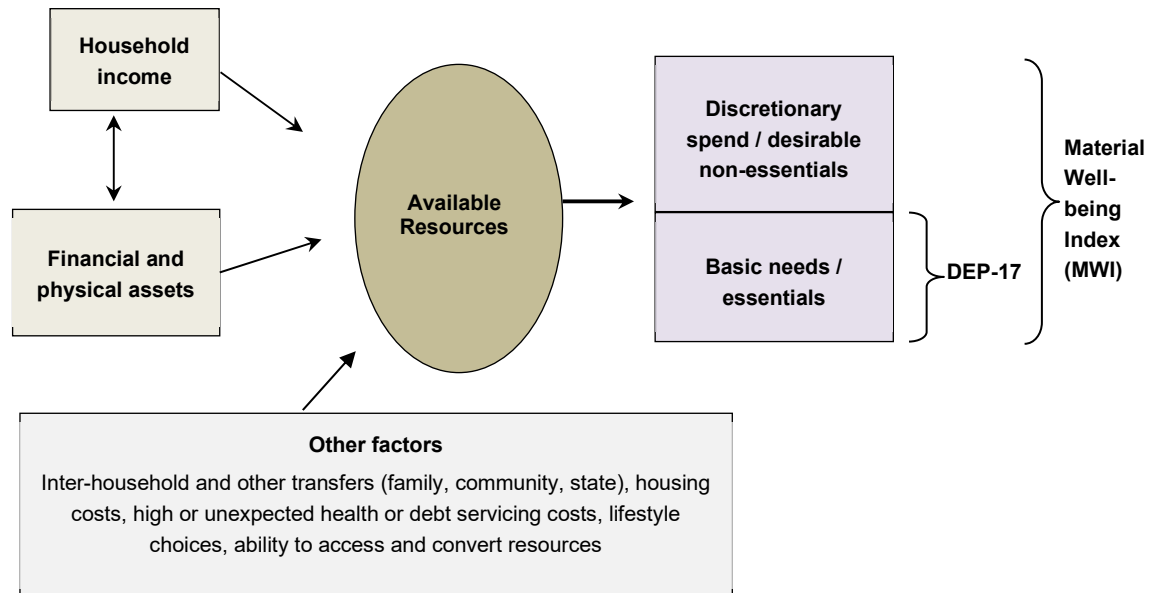 Household
income
Financial and
physical assets
Available
Resources
Discretionary
spend / desirable
non-essentials
Basic needs /
essentials
DEP-17
Material
Well-
being
Index
(MWI)
Other factors
Inter-household and other transfers (family, community, state), housing
costs, high or unexpected health or debt servicing costs, lifestyle
choices, ability to access and convert resources